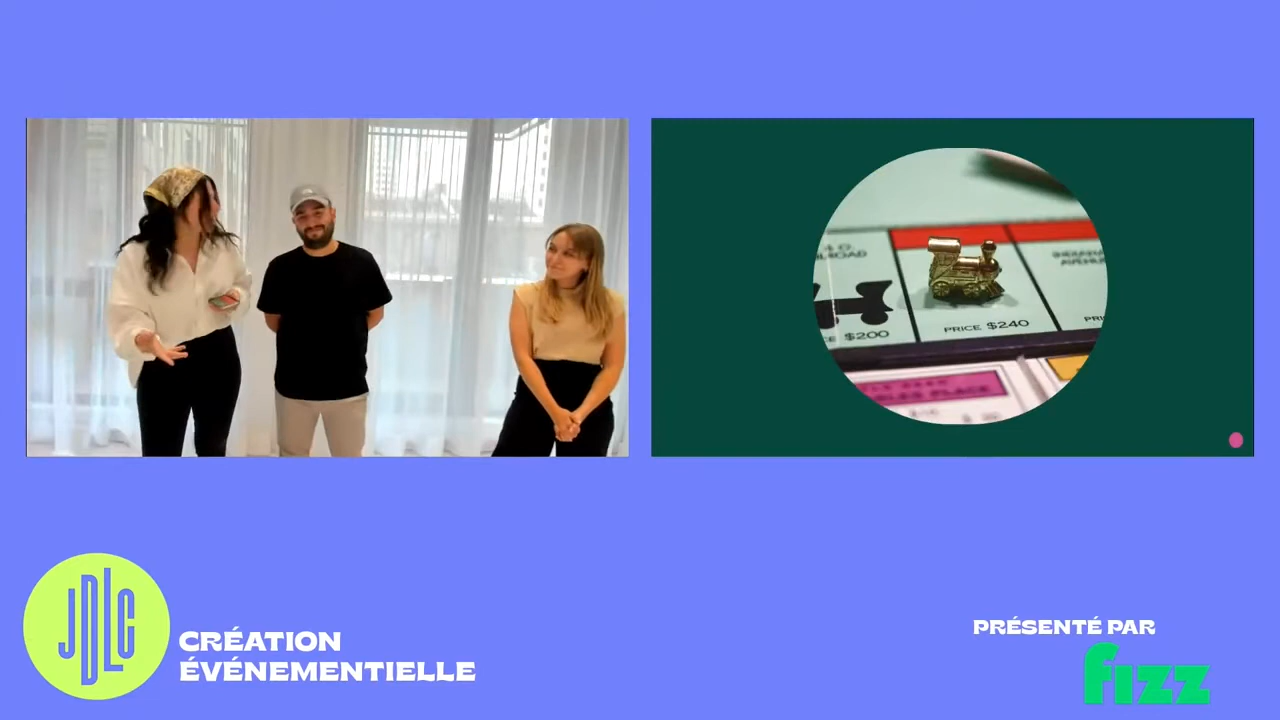 PRICE $240
$200
JDLC
CRÉATION
ÉVÉNEMENTIELLE
PRÉSENTÉ PAR
fizz